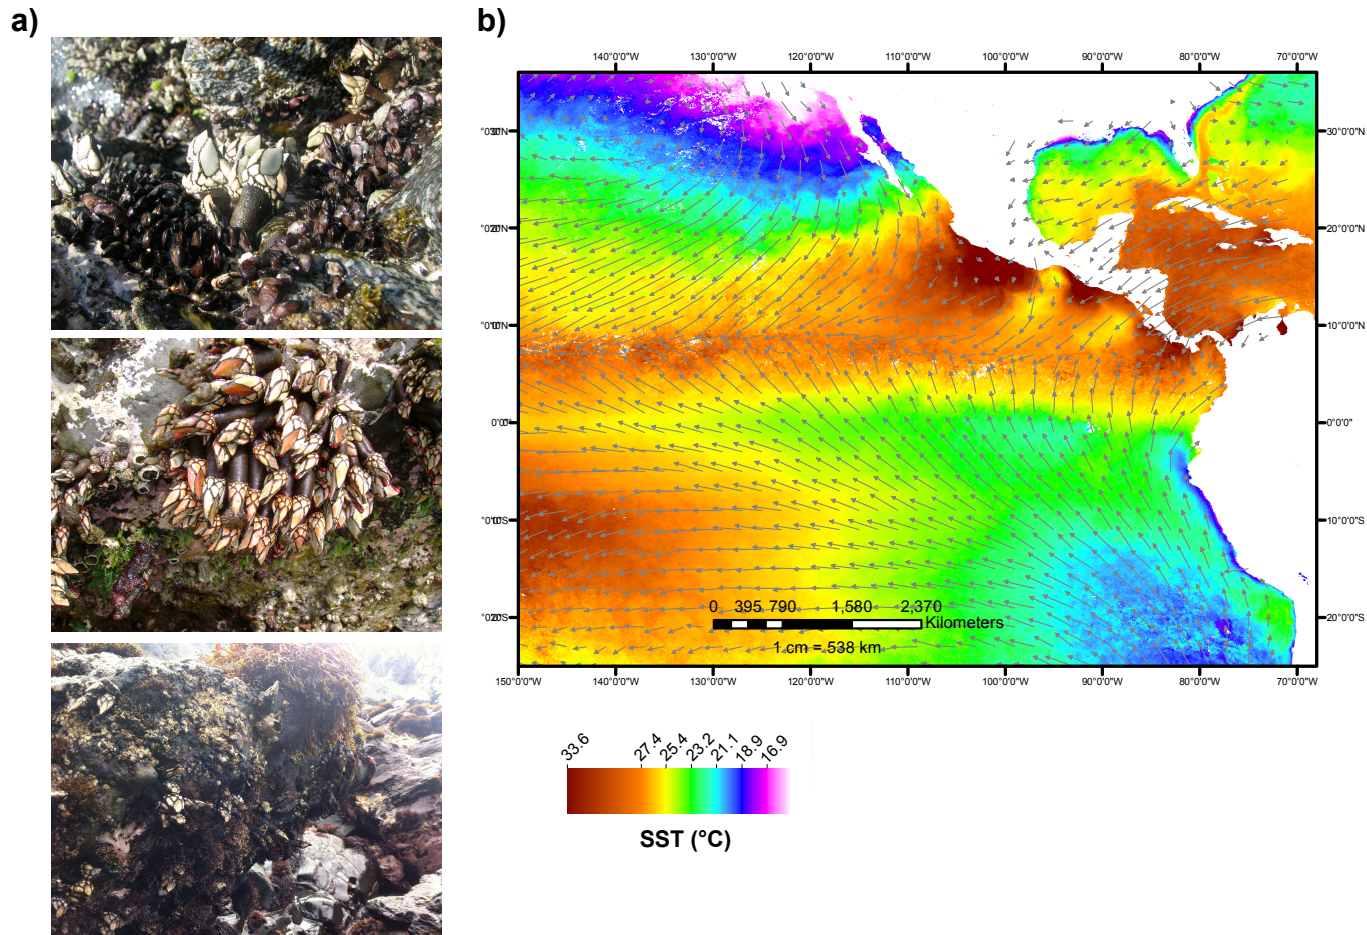 a)
b)
140°0'0"W 130°0'0"W 120°0'0"W 110°0'0"W 100°0'0"W 90°0'0"W 80°0'0"W 70°0'0"W
30°0'0"N
20°0'0"N
10°0'0"N
0°0'0"
10°0'0"S
20°0'0"S
0 395 790 1,580 2,370
Kilometers
1 cm = 538 km
150°0'0"W 140°0'0"W 130°0'0"W 120°0'0"W 110°0'0"W 100°0'0"W 90°0'0"W 80°0'0"W 70°0'0"W
33.6 27.4 25.4 23.2 21.1 18.9 16.9
SST (°C)